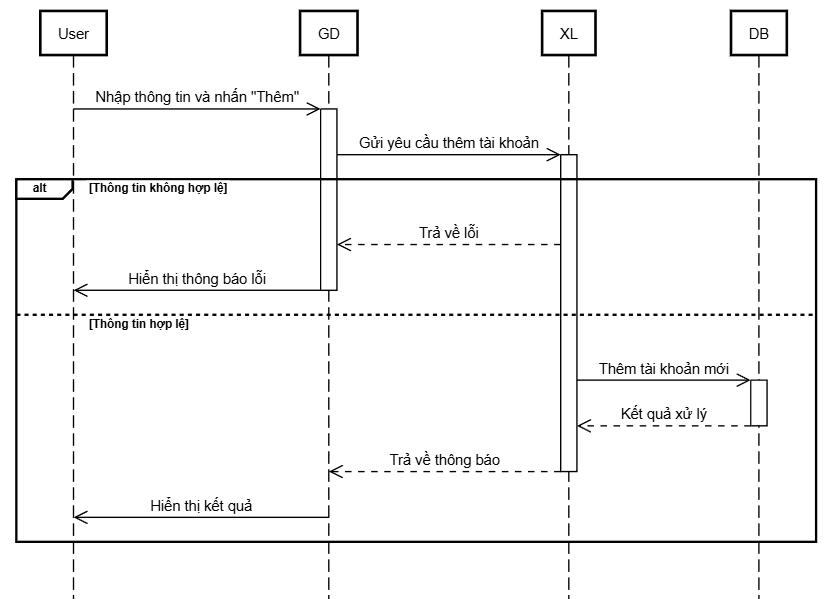 User
GD
XL
DB
Nhập thông tin và nhấn "Thêm"
Gửi yêu cầu thêm tài khoản
alt
[Thông tin không hợp lệ]
Trả về lỗi
Hiển thị thông báo lỗi
[Thông tin hợp lệ]
Thêm tài khoản mới
Kết quả xử lý
Trả về thông báo
Hiển thị kết quả